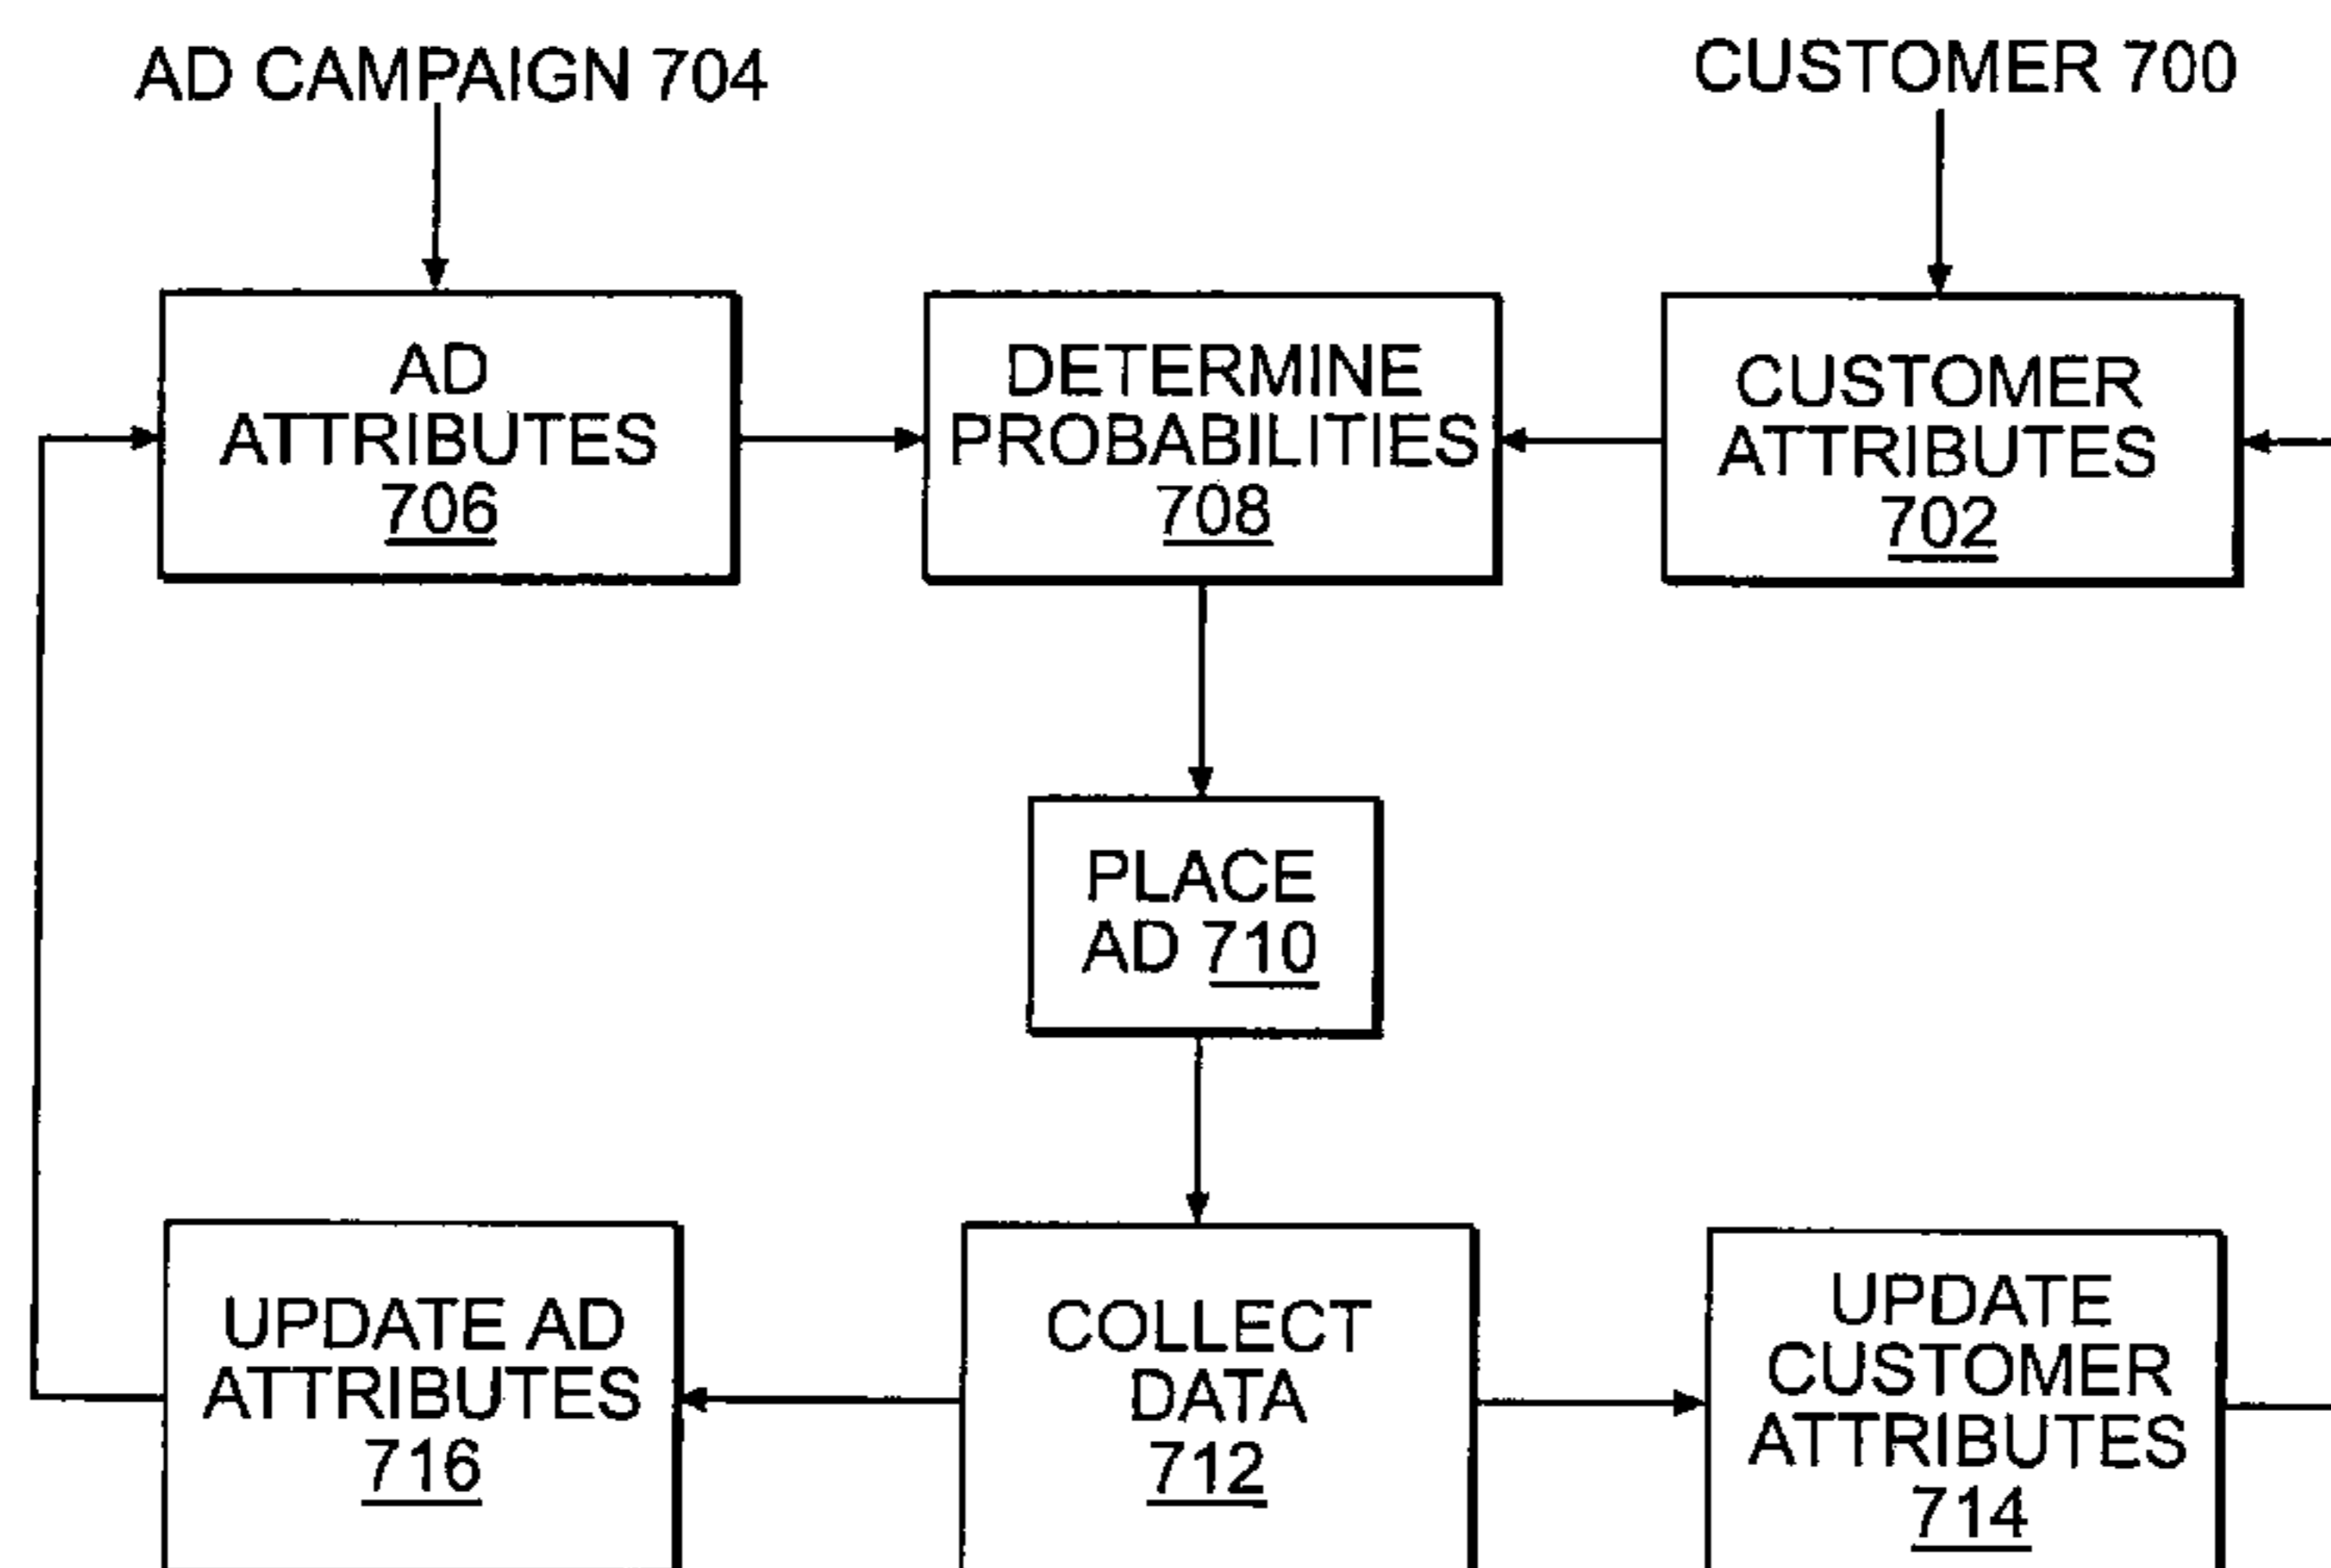 AD CAMPAIGN 704
CUSTOMER 700
AD
ATTRIBUTES
706
DETERMINE
PROBABILITIES
708
CUSTOMER
ATTRIBUTES
702
PLACE
AD 710
UPDATE AD
ATTRIBUTES
716
COLLECT
DATA
712
UPDATE
CUSTOMER
ATTRIBUTES
714